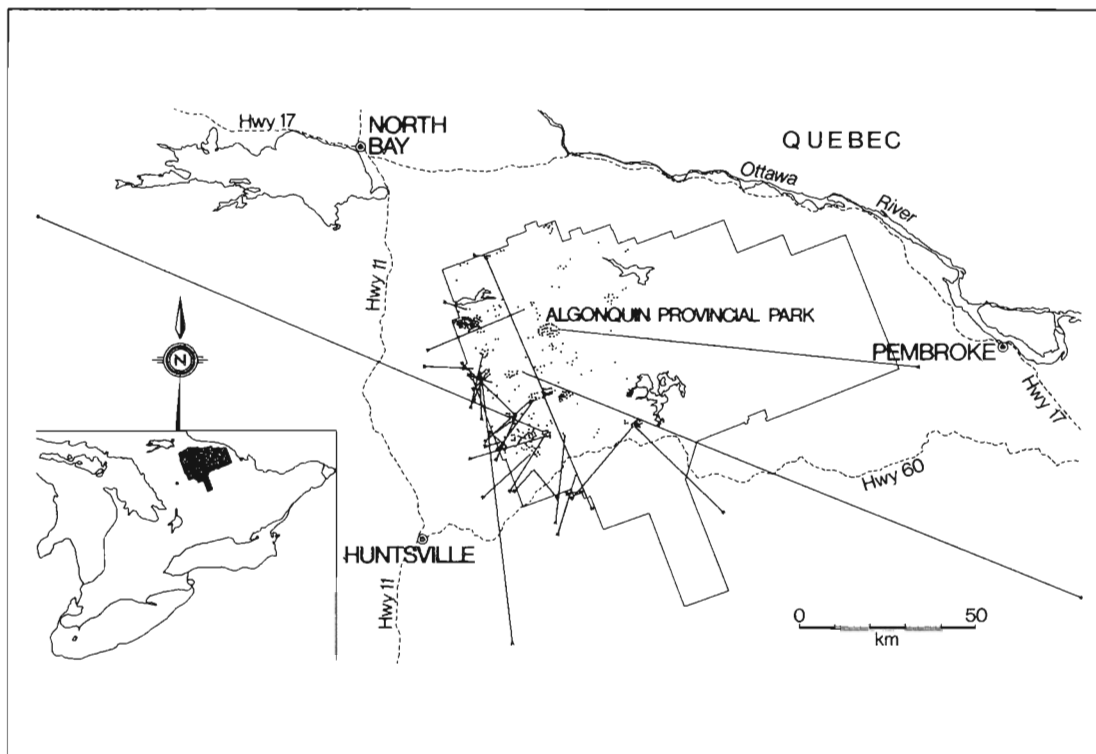 Hwy 17
NORTH
BAY
QUEBEC
Ottawa
River
Hwy 11
ALGONQUIN PROVINCIAL PARK
PEMBROKE
Hwy 17
N
Hwy 60
HUNTSVILLE
Hwy 11
0 50
km